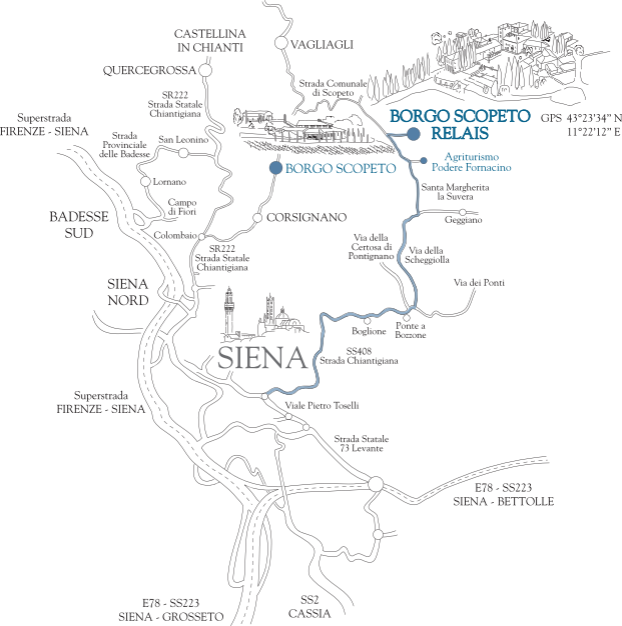 CASTELLINA
IN CHIANTI
VAGLIAGLI
QUERCEGROSSA
Strada Comunale
di Scopeto
SR222
Strada Statale
Chiantigiana
Superstrada
FIRENZE - SIENA
BORGO SCOPETO
RELAIS
GPS 43°23'34” N
11°22'12” E
Strada
Provinciale
delle Badesse
San Leonino
Agriturismo
Podere Fornacino
BORGO SCOPETO
Lornano
Santa Margherita
la Suvera
Campo
di Fiori
BADESSE
SUD
CORSIGNANO
Geggiano
Colombaio
Via della
Certosa di
Pontignano
SR222
Strada Statale
Chiantigiana
Via della
Scheggiolla
SIENA
NORD
Via dei Ponti
Boglione
Ponte a
Bozzone
SIENA
SS408
Strada Chiantigiana
Superstrada
FIRENZE - SIENA
Viale Pietro Toselli
Strada Statale
73 Levante
E78 - SS223
SIENA - BETTOLLE
E78 - SS223
SIENA - GROSSETO
SS2
CASSIA